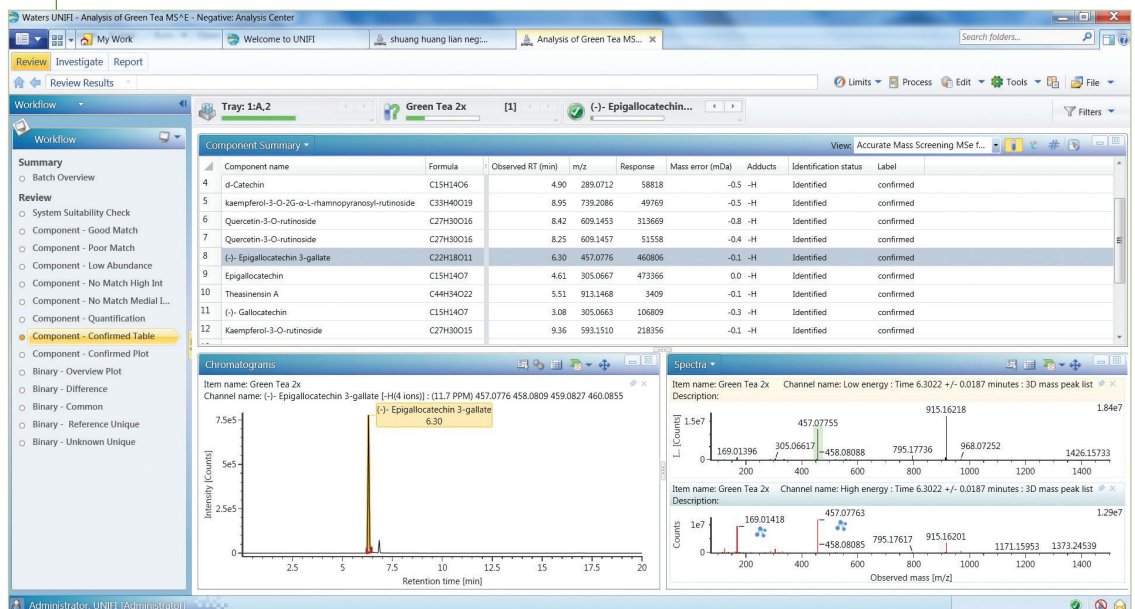 Waters UNIFI - Analysis of Green Tea MS^E - Negative: Analysis Center
My Work
Welcome to UNIFI
shuang huang lian neg:...
Analysis of Green Tea MS...
Search folders...
Review Investigate Report
Review Results
Limits Process Edit Tools File
Workflow
Tray: 1:A,2
Green Tea 2x [1]
(-)- Epigallocatechin...
Filters
Workflow
Summary
Batch Overview
Review
System Suitability Check
Component - Good Match
Component - Poor Match
Component - Low Abundance
Component - No Match High Int
Component - No Match Medial I...
Component - Quantification
Component - Confirmed Table
Component - Confirmed Plot
Binary - Overview Plot
Binary - Difference
Binary - Common
Binary - Reference Unique
Binary - Unknown Unique
Component Summary
View: Accurate Mass Screening MSe f...
Component name Formula Observed RT (min) m/z Response Mass error (mDa) Adducts Identification status Label
4 d-Catechin C15H14O6 4.90 289.0712 58818 -0.5 -H Identified confirmed
5 kaempferol-3-O-2G-α-L-rhamnopyranosyl-rutinoside C33H40O19 8.95 739.2086 49769 -0.5 -H Identified confirmed
6 Quercetin-3-O-rutinoside C27H30O16 8.42 609.1453 313669 -0.8 -H Identified confirmed
7 Quercetin-3-O-rutinoside C27H30O16 8.25 609.1457 51558 -0.4 -H Identified confirmed
8 (-)- Epigallocatechin 3-gallate C22H18O11 6.30 457.0776 460806 -0.1 -H Identified confirmed
9 Epigallocatechin C15H14O7 4.61 305.0667 473366 0.0 -H Identified confirmed
10 Theasinensin A C44H34O22 5.51 913.1468 3409 -0.1 -H Identified confirmed
11 (-)- Gallocatechin C15H14O7 3.08 305.0663 106809 -0.3 -H Identified confirmed
12 Kaempferol-3-O-rutinoside C27H30O15 9.36 593.1510 218356 -0.1 -H Identified confirmed
Chromatograms
Item name: Green Tea 2x
Channel name: (-)- Epigallocatechin 3-gallate [-H(4 ions)] : (11.7 PPM) 457.0776 458.0809 459.0827 460.0855
(-)- Epigallocatechin 3-gallate
6.30
Intensity [Counts]
7.5e5
5e5
2.5e5
0
2.5 5 7.5 10 12.5 15 17.5 20
Retention time [min]
Spectra
Item name: Green Tea 2x Channel name: Low energy : Time 6.3022 +/- 0.0187 minutes : 3D mass peak list
Description:
1.84e7
I... [Counts]
1.5e7
0
169.01396
305.06617
457.07755
458.08088
795.17736
915.16218
968.07252
1426.15733
200 400 600 800 1000 1200 1400
Item name: Green Tea 2x Channel name: High energy : Time 6.3022 +/- 0.0187 minutes : 3D mass peak list
Description:
1.29e7
Counts
1e7
0
169.01418
457.07763
458.08085
795.17617
915.16201
1171.15953
1373.24539
200 400 600 800 1000 1200 1400
Observed mass [m/z]
Administrator, UNIFI (Administrator)